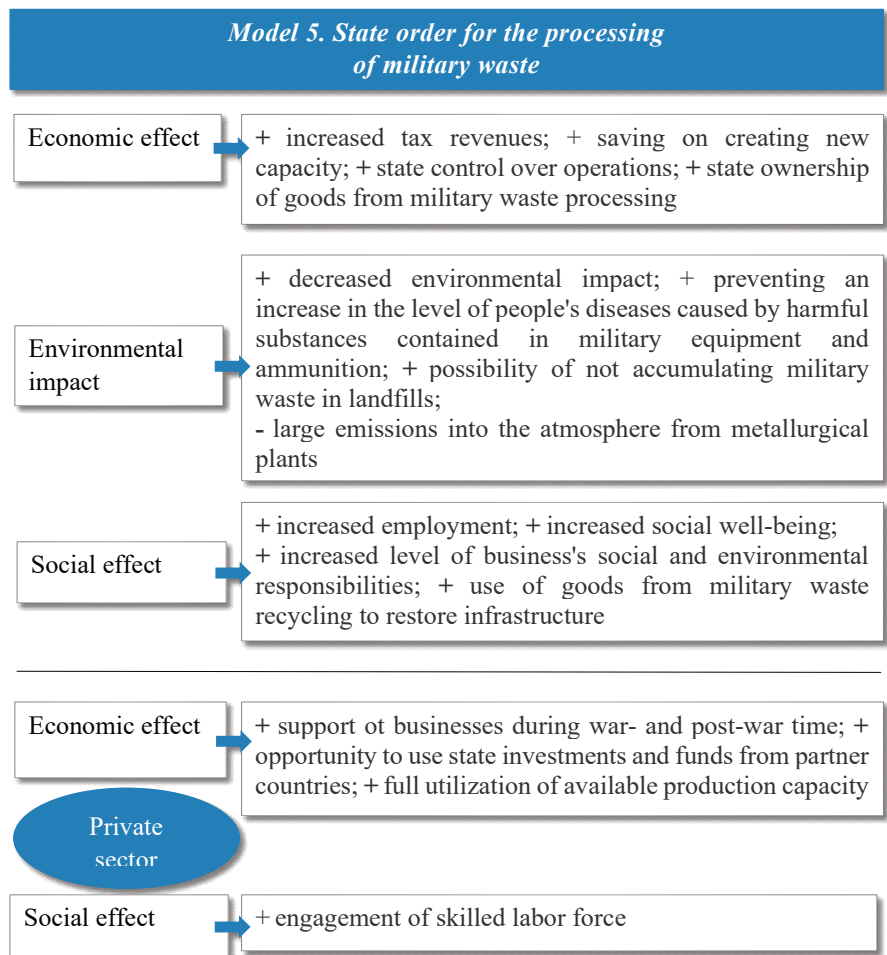 Model 5. State order for the processing
of military waste
Economic effect
+ increased tax revenues; + saving on creating new
capacity; + state control over operations; + state ownership
of goods from military waste processing
Environmental
impact
+ decreased environmental impact; + preventing an
increase in the level of people's diseases caused by harmful
substances contained in military equipment and
ammunition; + possibility of not accumulating military
waste in landfills;
- large emissions into the atmosphere from metallurgical
plants
Social effect
+ increased employment; + increased social well-being;
+ increased level of business's social and environmental
responsibilities; + use of goods from military waste
recycling to restore infrastructure
Economic effect
+ support ot businesses during war- and post-war time; +
opportunity to use state investments and funds from partner
countries; + full utilization of available production capacity
Private
sector
Social effect
+ engagement of skilled labor force